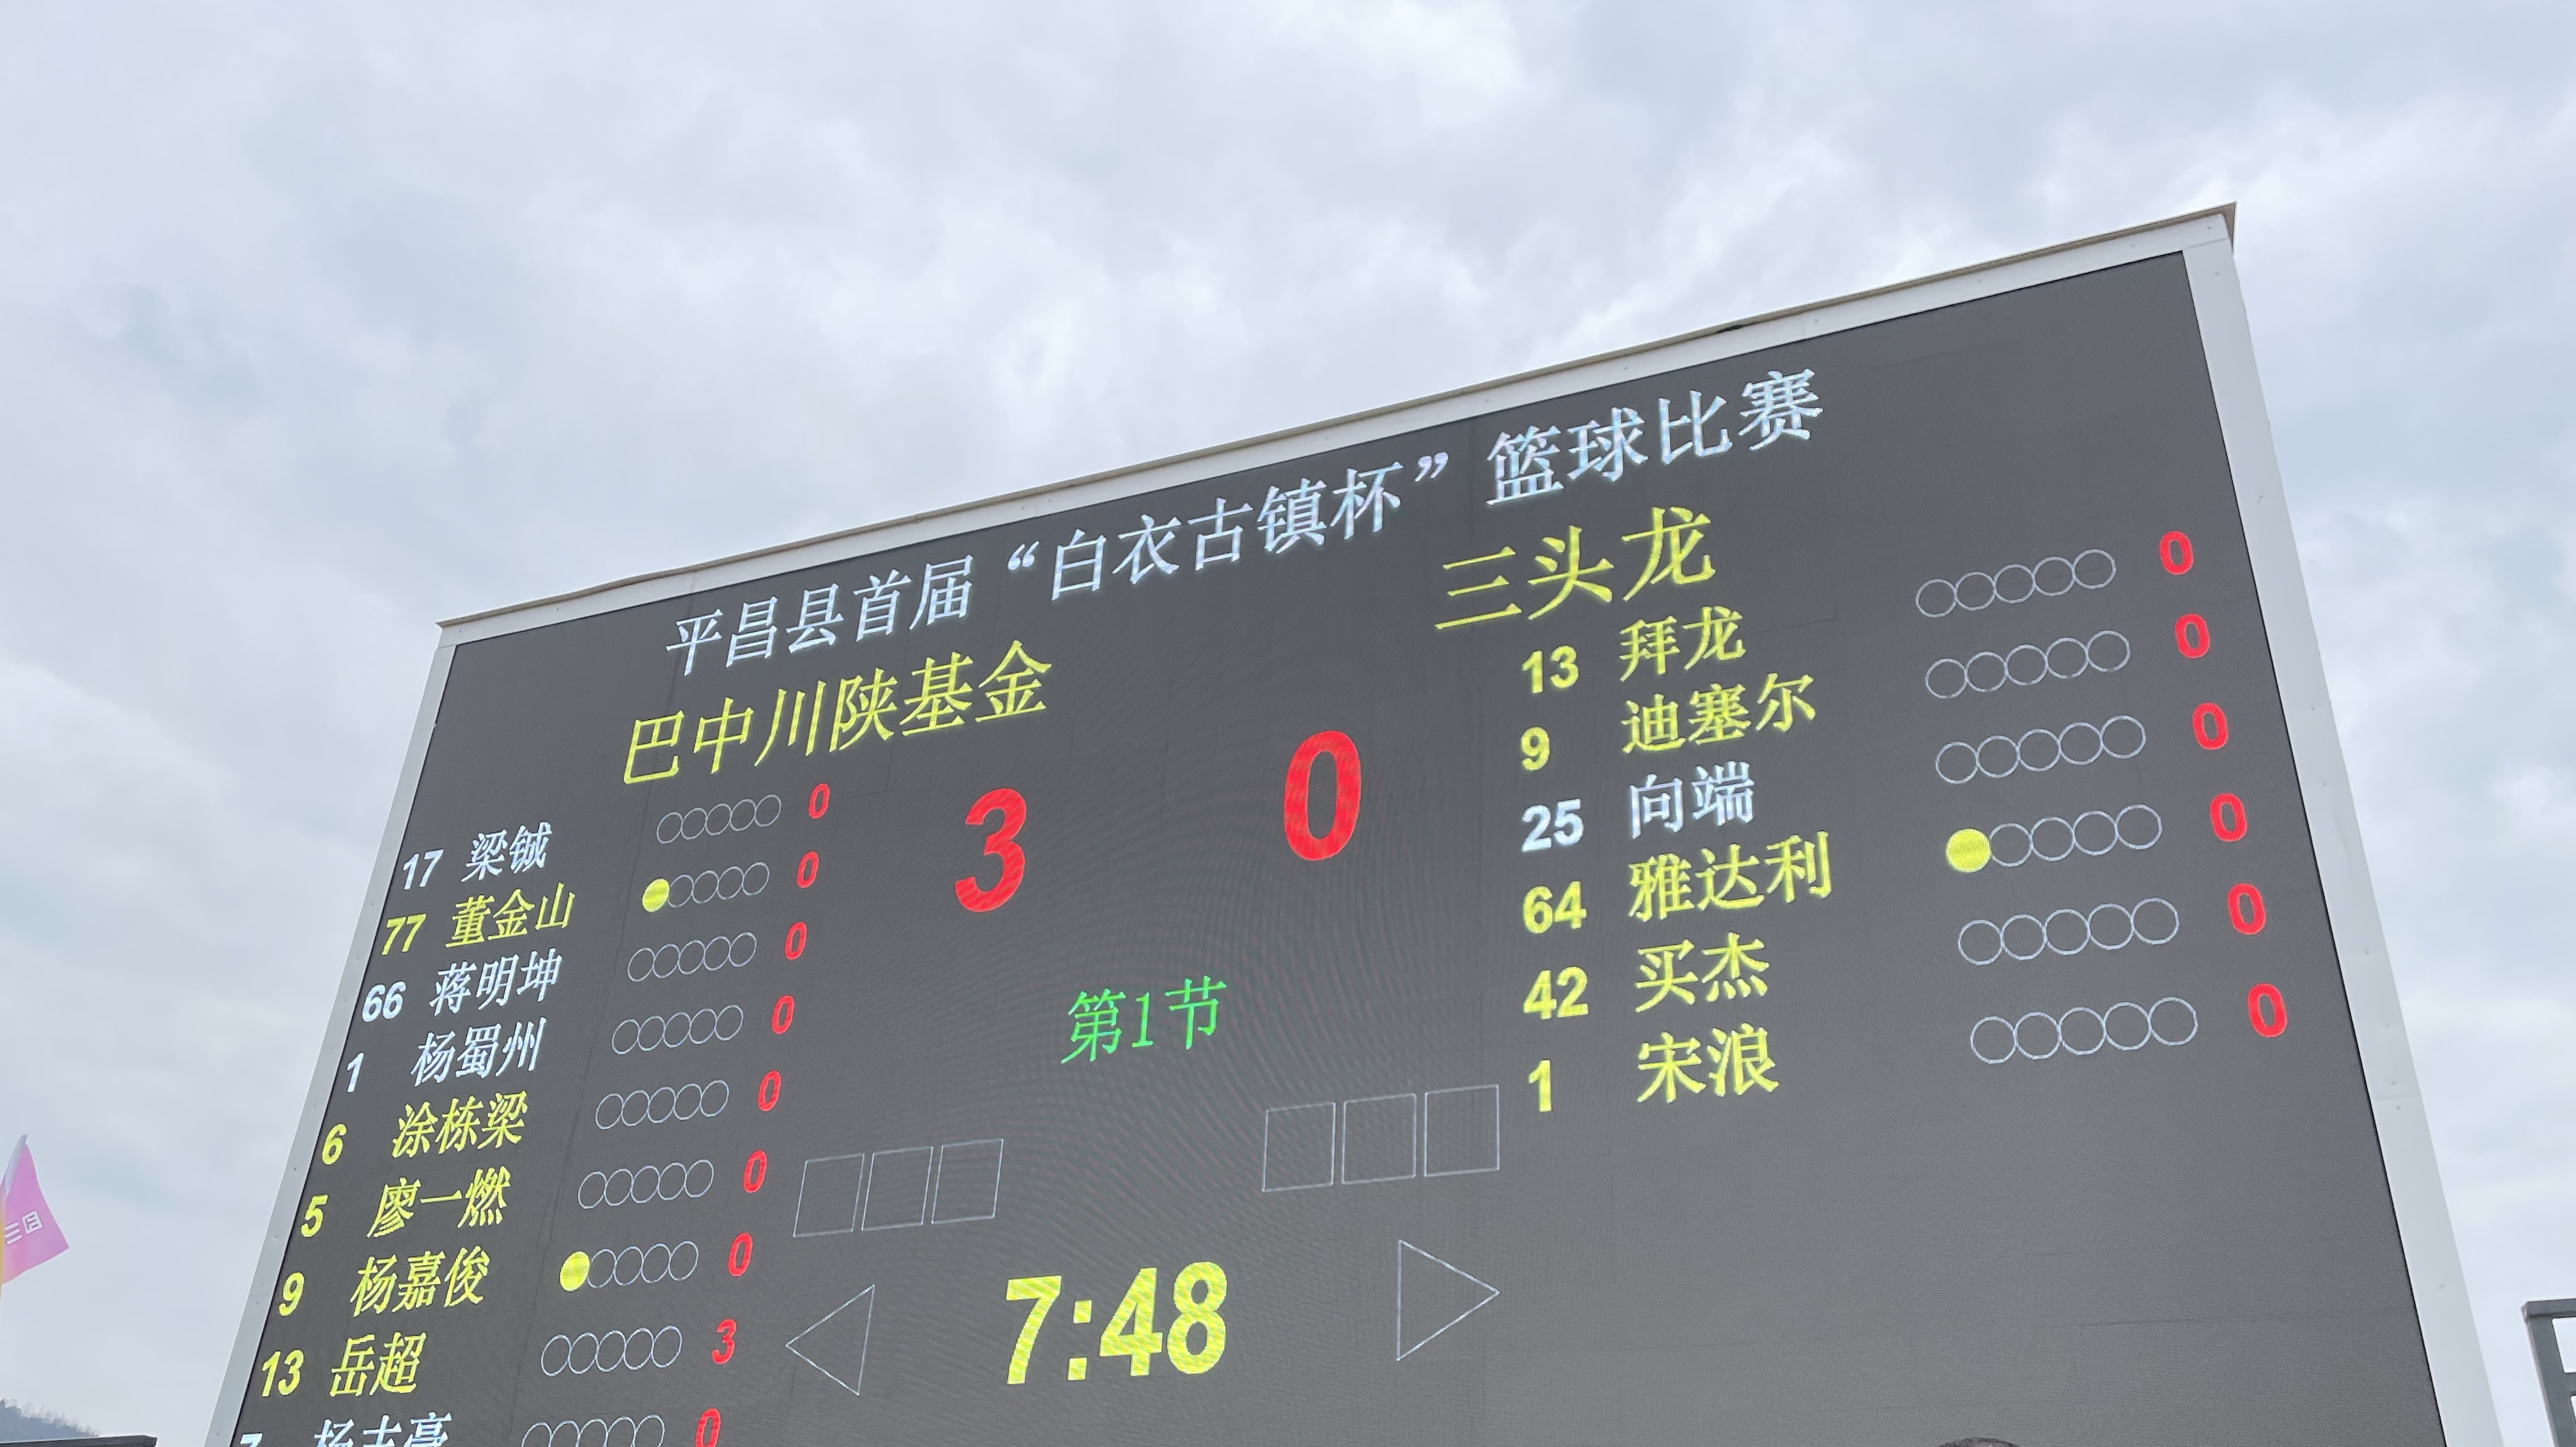 平昌县首届“白衣古镇杯”篮球比赛
巴中川陕基金
三头龙
3
0
第1节
7:48
17 梁铖 0
77 董金山 0
66 蒋明坤 0
1 杨蜀州 0
6 涂栋梁 0
5 廖一燃 0
9 杨嘉俊 0
13 岳超 3
0
13 拜龙 0
9 迪塞尔 0
25 向端 0
64 雅达利 0
42 买杰 0
1 宋浪 0